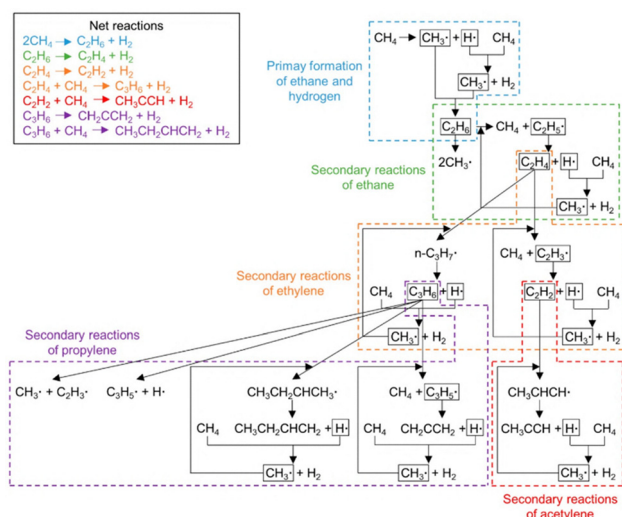 Net reactions
2CH₄ → C₂H₆ + H₂
C₂H₆ → C₂H₄ + H₂
C₂H₄ → C₂H₂ + H₂
C₂H₄ + CH₄ → C₃H₆ + H₂
C₂H₂ + CH₄ → CH₃CCH + H₂
C₃H₆ → CH₂CCH₂ + H₂
C₃H₆ + CH₄ → CH₃CH₂CHCH₂ + H₂
Primay formation
of ethane and
hydrogen
CH₄ → CH₃· + H· CH₄
CH₃· + H₂
C₂H₆ CH₄ + C₂H₅·
Secondary reactions
of ethane
2CH₃· C₂H₄ + H· CH₄
CH₃· + H₂
n-C₃H₇· CH₄ + C₂H₃·
Secondary reactions
of ethylene
CH₄ C₃H₆ + H· C₂H₂ + H· CH₄
CH₃· + H₂ CH₃· + H₂
Secondary reactions
of propylene
CH₃· + C₂H₃· C₃H₅· + H· CH₃CH₂CHCH₃· CH₄ + C₃H₅· CH₃CHCH·
CH₄ CH₃CH₂CHCH₂ + H· CH₄ CH₂CCH₂ + H· CH₃CCH + H· CH₄
CH₃· + H₂ CH₃· + H₂ CH₃· + H₂
Secondary reactions
of acetylene